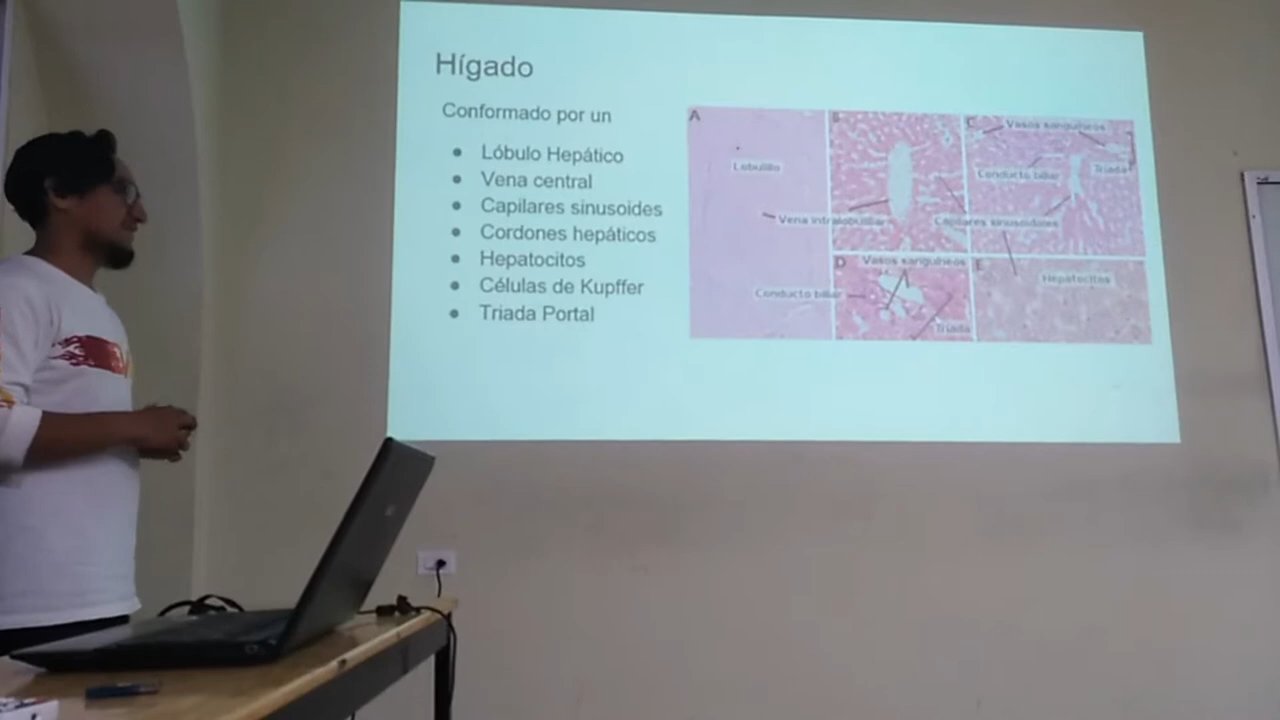 Hígado
Conformado por un
Lóbulo Hepático
Vena central
Capilares sinusoides
Cordones hepáticos
Hepatocitos
Células de Kupffer
Triada Portal
A
B
C
Vasos sanguíneos
Lobulillo
Conducto biliar
Triada
Vena intralobulillar
Capilares sinusoidales
D
Vasos sanguíneos
E
Hepatocitos
Conducto biliar
Triada